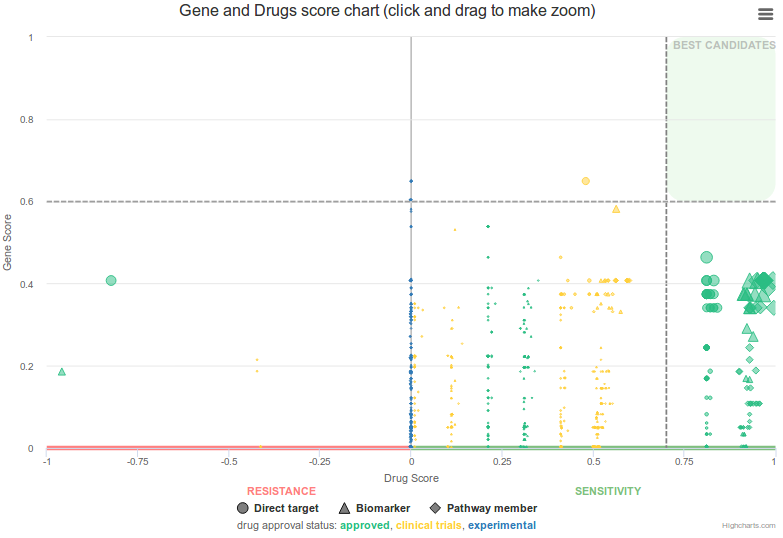 Gene and Drugs score chart (click and drag to make zoom)
BEST CANDIDATES
1
0.8
0.6
0.4
0.2
0
Gene Score
-1 -0.75 -0.5 -0.25 0 0.25 0.5 0.75 1
Drug Score
RESISTANCE SENSITIVITY
Direct target Biomarker Pathway member
drug approval status: approved, clinical trials, experimental
Highcharts.com